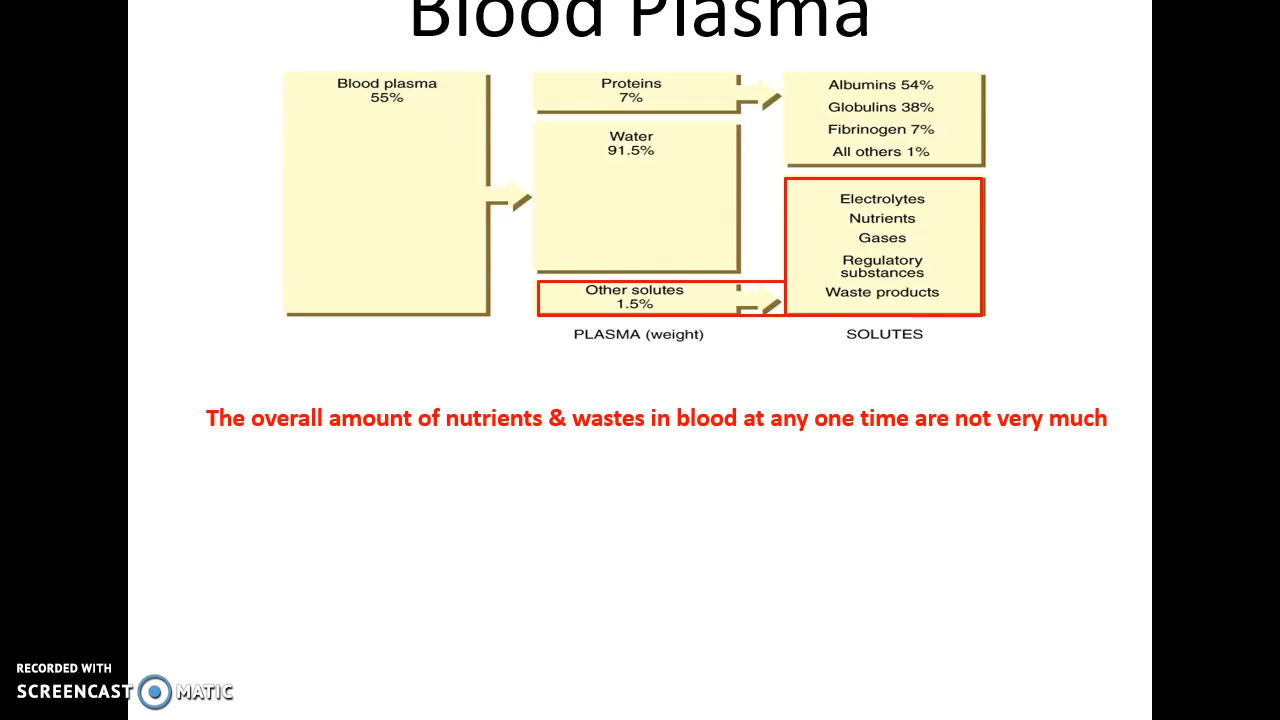 Blood Plasma
Blood plasma
55%
Proteins
7%
Water
91.5%
Other solutes
1.5%
PLASMA (weight)
Albumins 54%
Globulins 38%
Fibrinogen 7%
All others 1%
Electrolytes
Nutrients
Gases
Regulatory
substances
Waste products
SOLUTES
The overall amount of nutrients & wastes in blood at any one time are not very much
RECORDED WITH
SCREENCAST MATIC